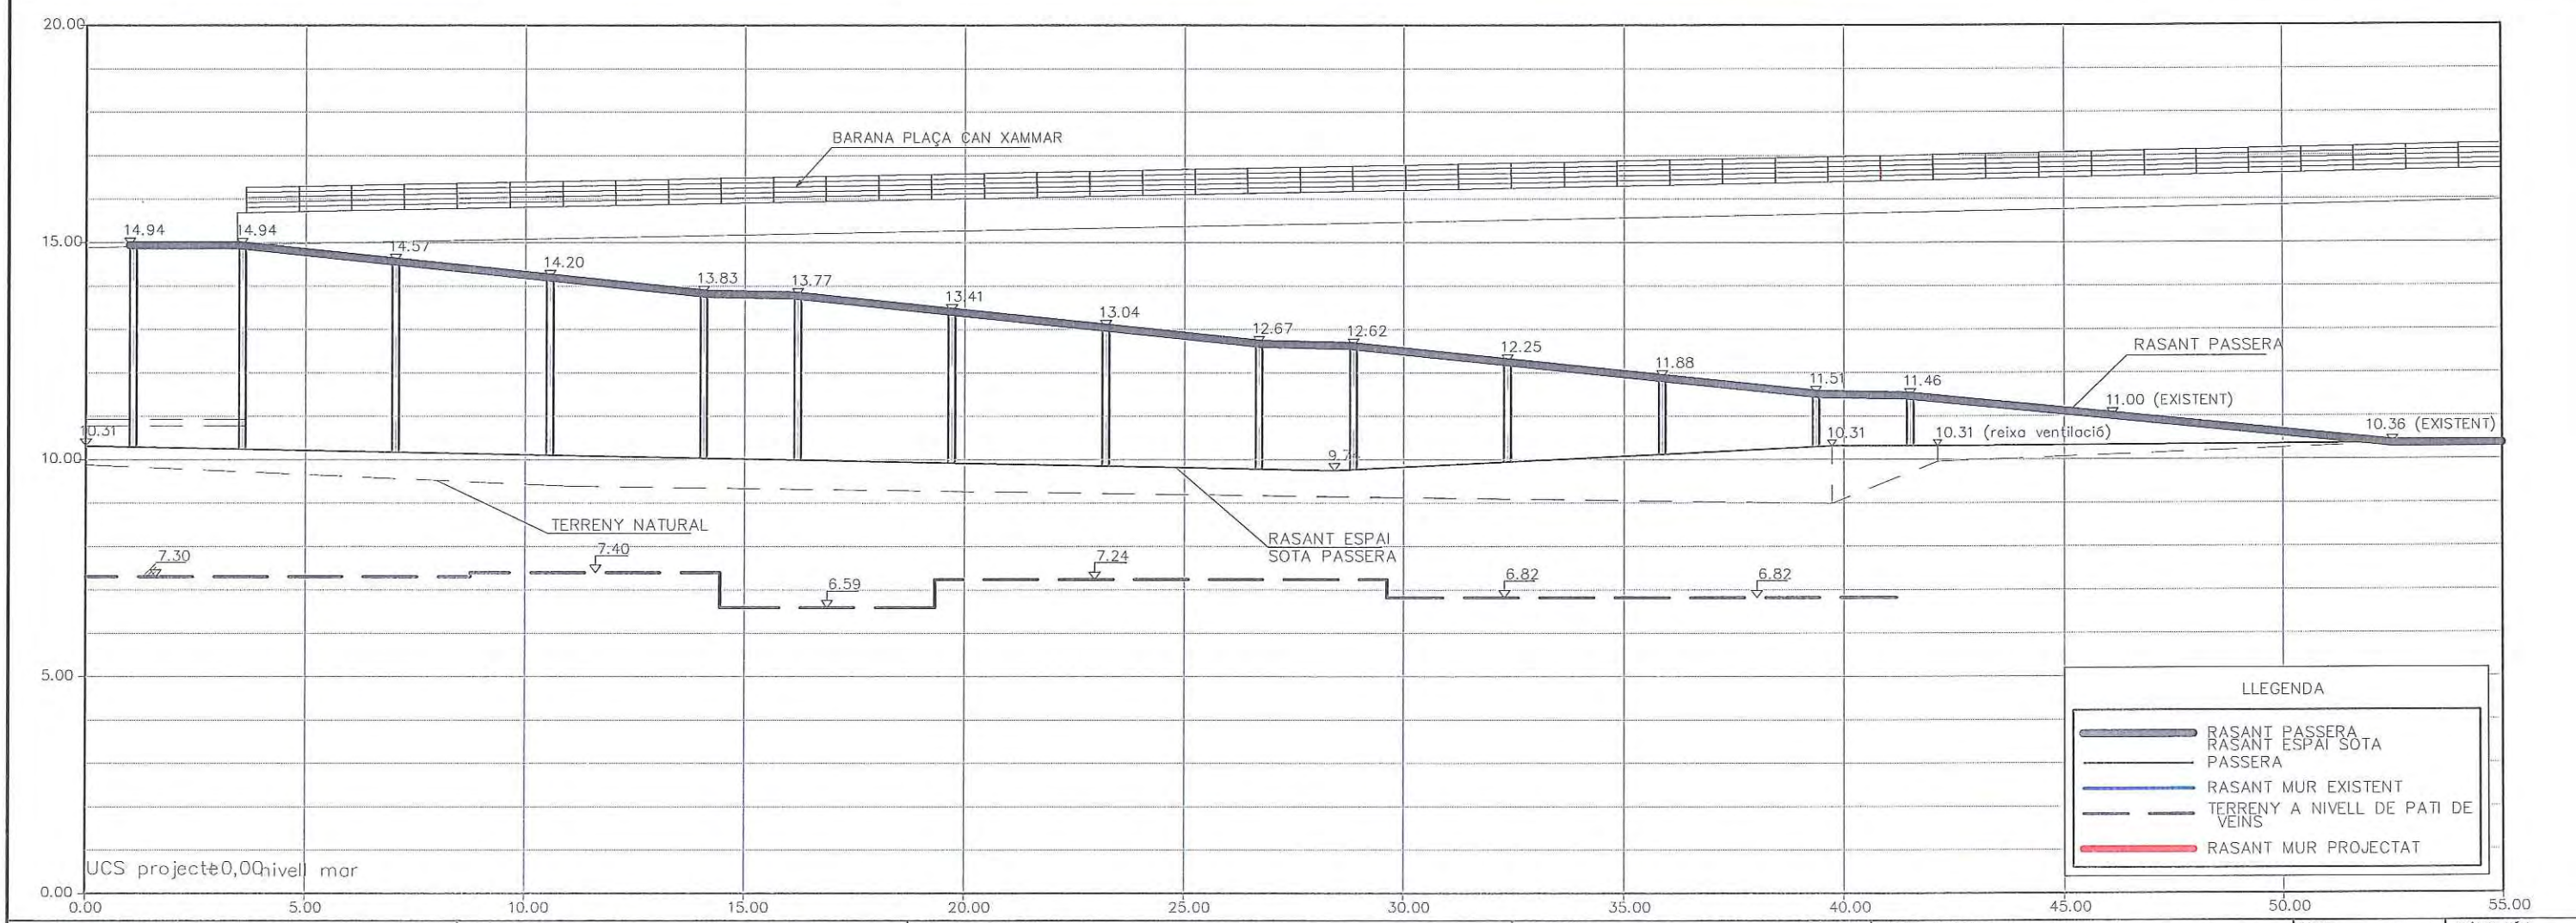 20.00
BARANA PLAÇA CAN XAMMAR
15.00
14.94
14.94
14.57
14.20
13.83
13.77
13.41
13.04
12.67
12.62
12.25
11.88
11.51
11.46
RASANT PASSERA
11.00 (EXISTENT)
10.36 (EXISTENT)
10.31
10.31
10.31 (reixa ventilació)
10.00
TERRENY NATURAL
RASANT ESPAI
SOTA PASSERA
7.30
7.40
6.59
7.24
6.82
6.82
5.00
LLEGENDA
RASANT PASSERA
RASANT ESPAI SOTA
PASSERA
RASANT MUR EXISTENT
TERRENY A NIVELL DE PATI DE
VEINS
RASANT MUR PROJECTAT
UCS projecte 0,00 nivell mar
0.00
0.00
5.00
10.00
15.00
20.00
25.00
30.00
35.00
40.00
45.00
50.00
55.00